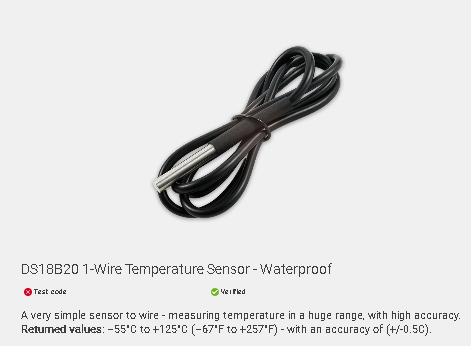 DS18B20 1-Wire Temperature Sensor - Waterproof
Test code Verified
A very simple sensor to wire - measuring temperature in a huge range, with high accuracy.
Returned values: −55°C to +125°C (−67°F to +257°F) - with an accuracy of (+/-0.5C).